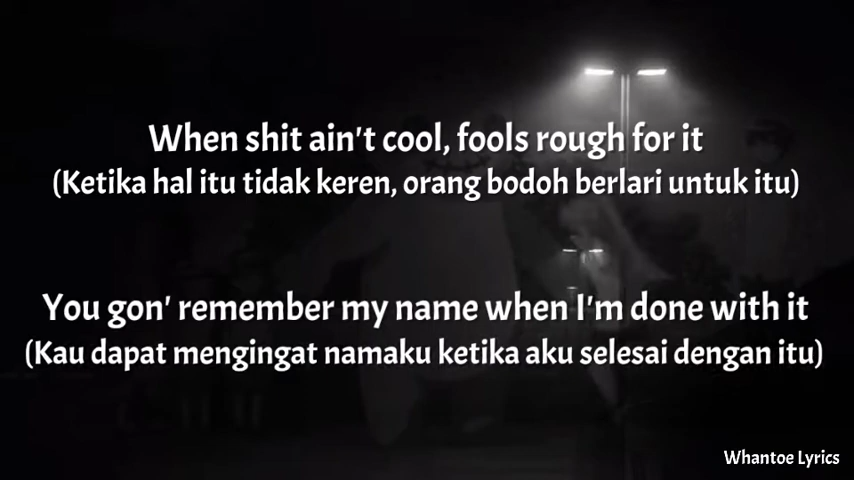 When shit ain't cool, fools rough for it
(Ketika hal itu tidak keren, orang bodoh berlari untuk itu)
You gon' remember my name when I'm done with it
(Kau dapat mengingat namaku ketika aku selesai dengan itu)
Whantoe Lyrics